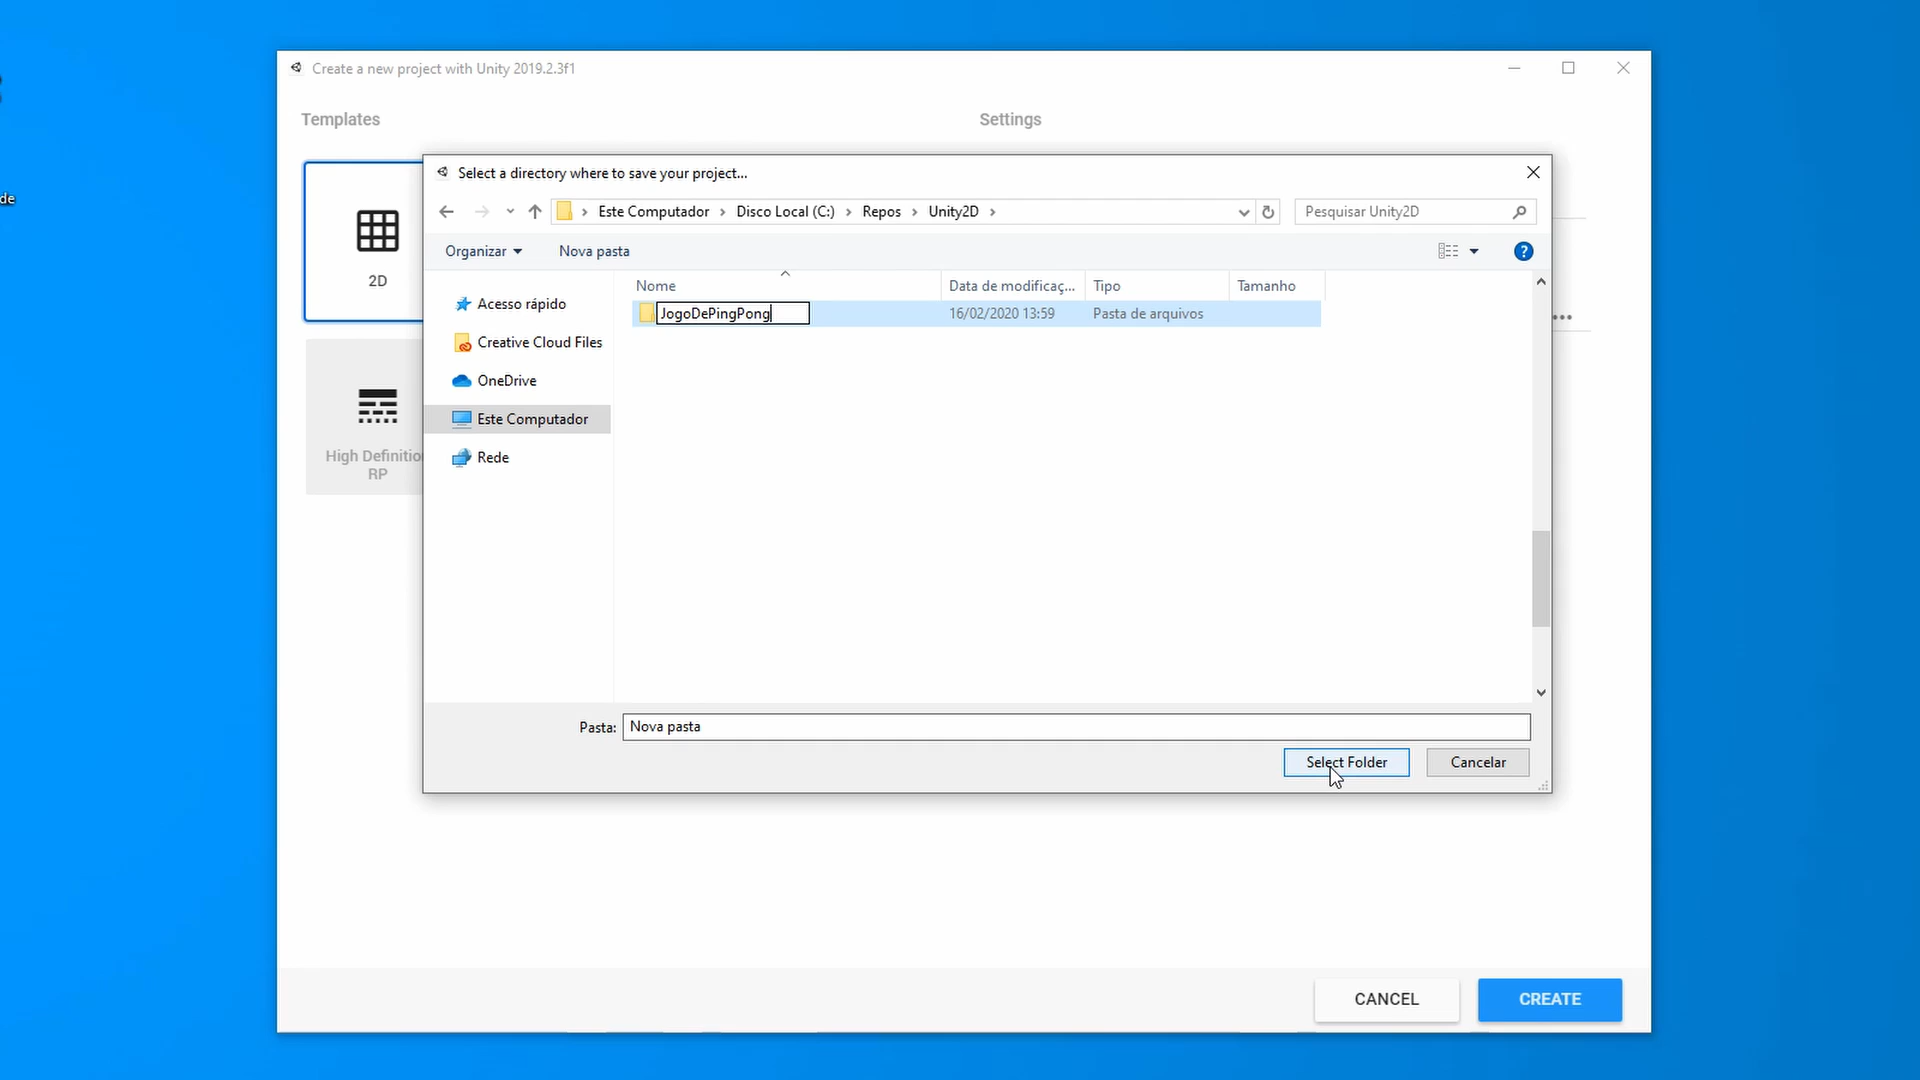 Create a new project with Unity 2019.2.3f1
Templates
Settings
de
2D
High Definitio
RP
Select a directory where to save your project...
Este Computador
Disco Local (C:)
Repos
Unity2D
Pesquisar Unity2D
Organizar
Nova pasta
?
Nome
Data de modificaç...
Tipo
Tamanho
JogoDePingPong
16/02/2020 13:59
Pasta de arquivos
Acesso rápido
Creative Cloud Files
OneDrive
Este Computador
Rede
Pasta:
Nova pasta
Select Folder
Cancelar
CANCEL
CREATE